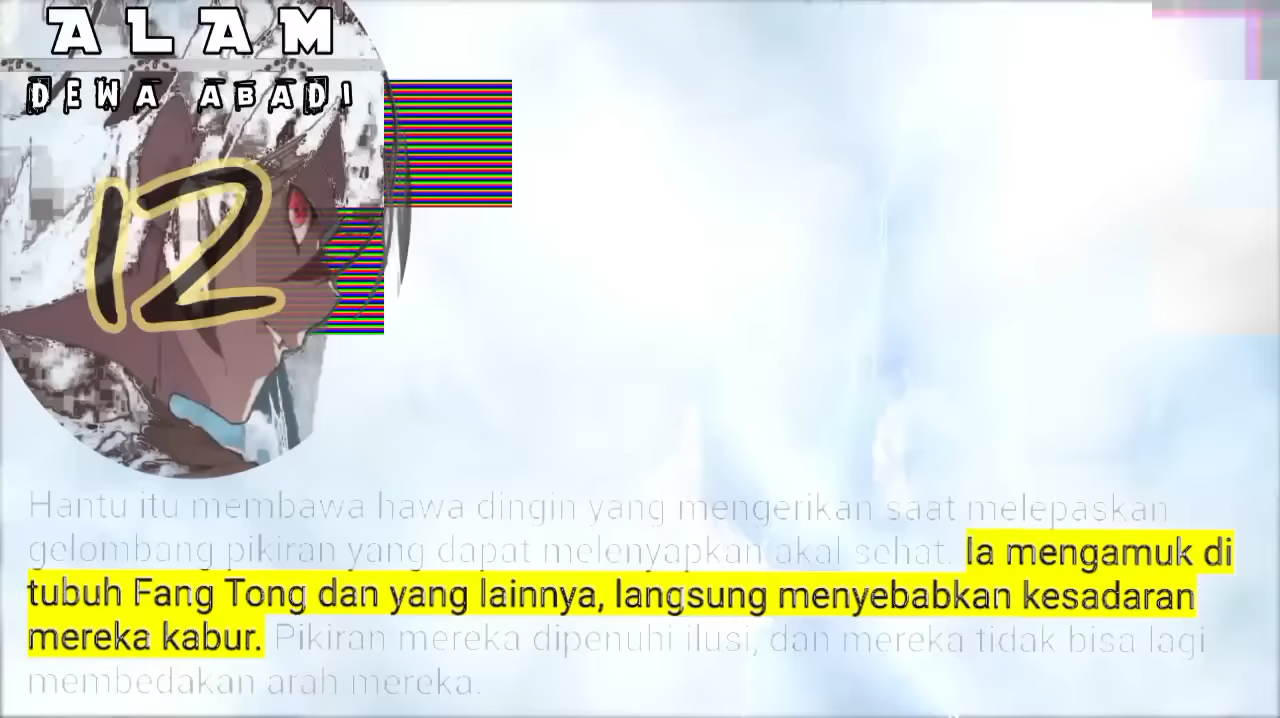 ALAM
DEWA ABADI
12
Hantu itu membawa hawa dingin yang mengerikan saat melepaskan
gelombang pikiran yang dapat melenyapkan akal sehat. Ia mengamuk di
tubuh Fang Tong dan yang lainnya, langsung menyebabkan kesadaran
mereka kabur. Pikiran mereka dipenuhi ilusi, dan mereka tidak bisa lagi
membedakan arah mereka.